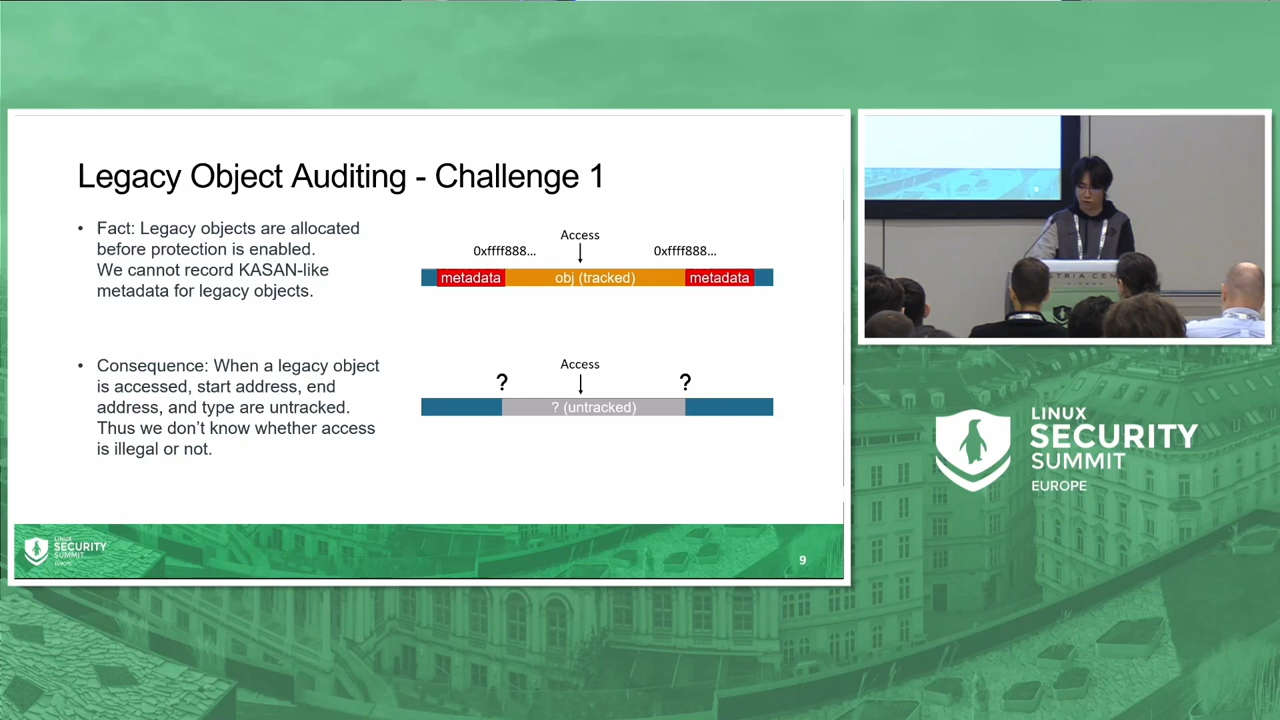 Legacy Object Auditing - Challenge 1
• Fact: Legacy objects are allocated
before protection is enabled.
We cannot record KASAN-like
metadata for legacy objects.
Access
0xffff888... 0xffff888...
metadata obj (tracked) metadata
• Consequence: When a legacy object
is accessed, start address, end
address, and type are untracked.
Thus we don't know whether access
is illegal or not.
Access
? ?
? (untracked)
LINUX
SECURITY
SUMMIT
EUROPE
9
LINUX
SECURITY
SUMMIT
EUROPE